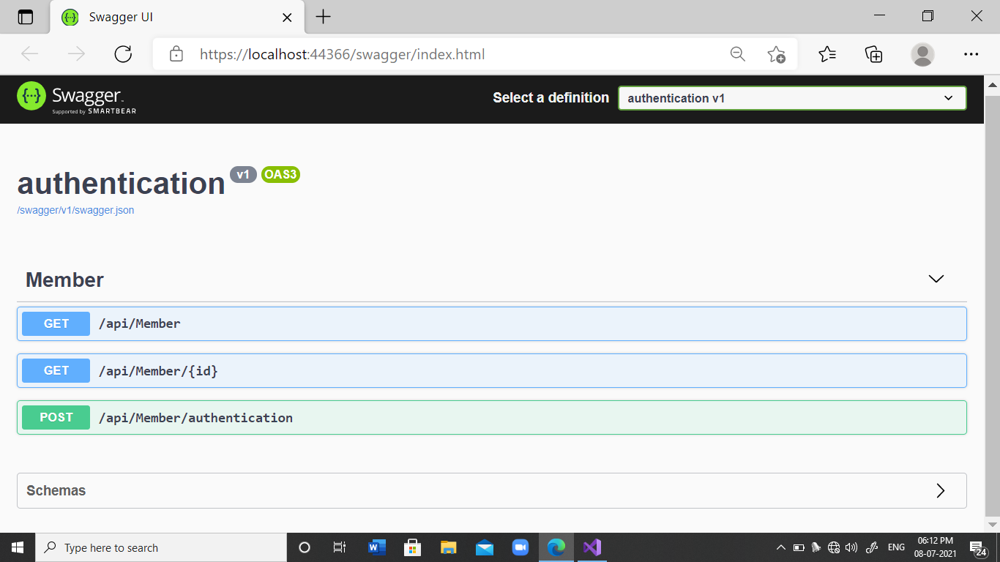 Swagger UI
https://localhost:44366/swagger/index.html
{···} Swagger™
Supported by SMARTBEAR
Select a definition
authentication v1
authentication v1 OAS3
/swagger/v1/swagger.json
Member
GET /api/Member
GET /api/Member/{id}
POST /api/Member/authentication
Schemas
Type here to search
ENG
06:12 PM
08-07-2021
24